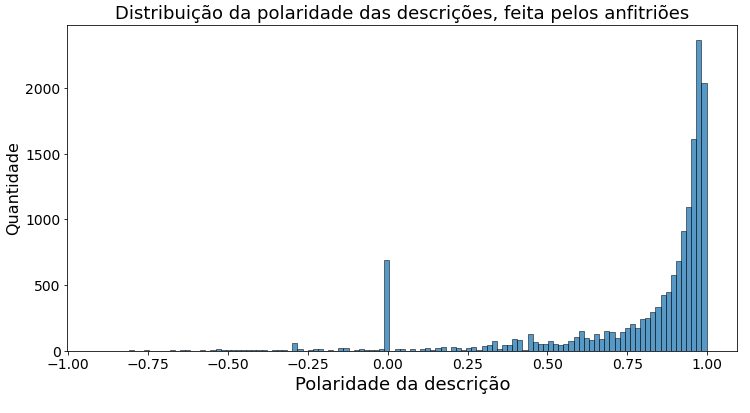 Distribuição da polaridade das descrições, feita pelos anfitriões
Quantidade
2000
1500
1000
500
0
−1.00 −0.75 −0.50 −0.25 0.00 0.25 0.50 0.75 1.00
Polaridade da descrição